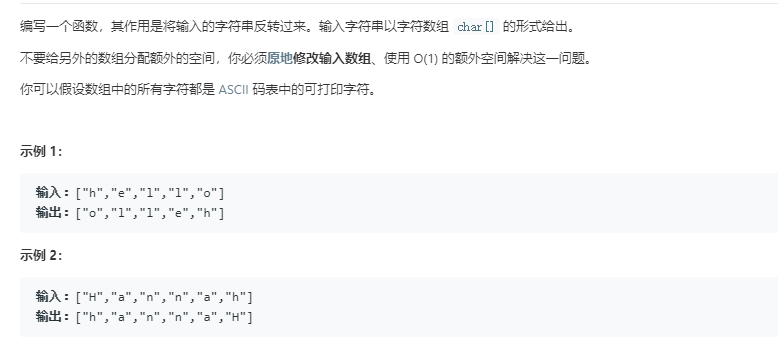 编写一个函数，其作用是将输入的字符串反转过来。输入字符串以字符数组 char[] 的形式给出。
不要给另外的数组分配额外的空间，你必须原地修改输入数组、使用 O(1) 的额外空间解决这一问题。
你可以假设数组中的所有字符都是 ASCII 码表中的可打印字符。
示例 1：
输入：["h","e","l","l","o"]
输出：["o","l","l","e","h"]
示例 2：
输入：["H","a","n","n","a","h"]
输出：["h","a","n","n","a","H"]